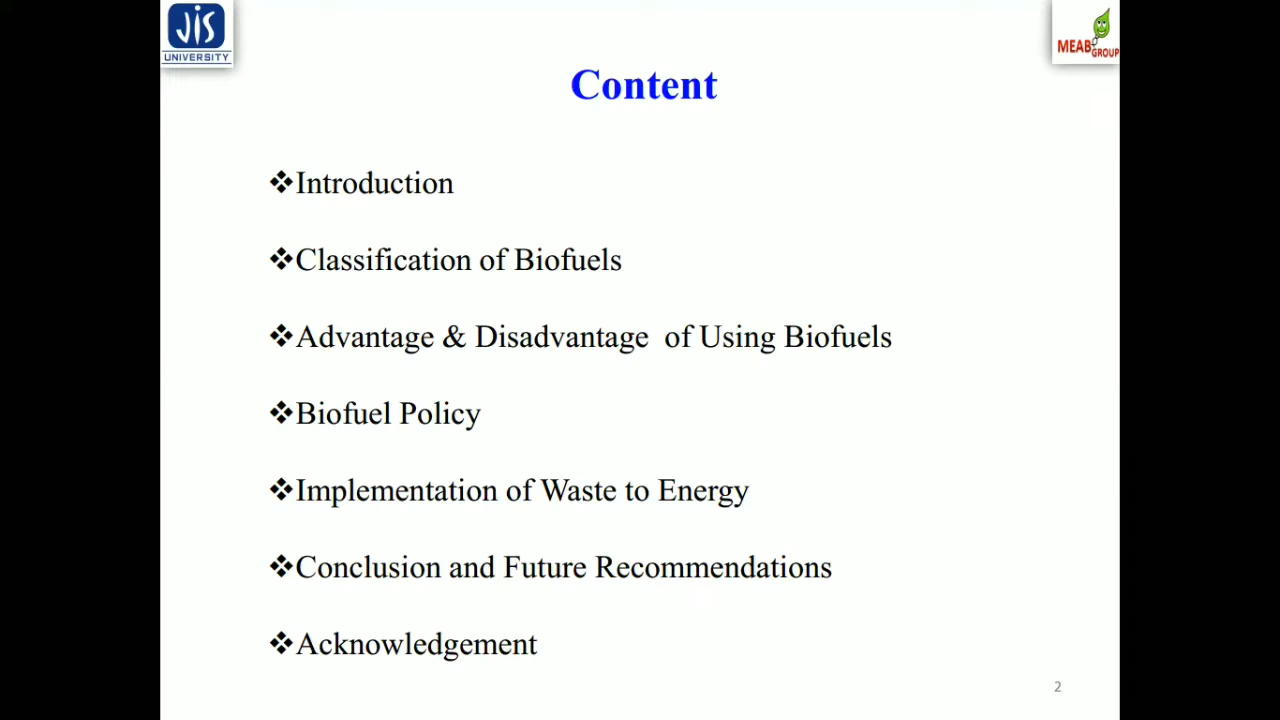 JIS
UNIVERSITY
MEAB GROUP
Content
❖Introduction
❖Classification of Biofuels
❖Advantage & Disadvantage of Using Biofuels
❖Biofuel Policy
❖Implementation of Waste to Energy
❖Conclusion and Future Recommendations
❖Acknowledgement
2